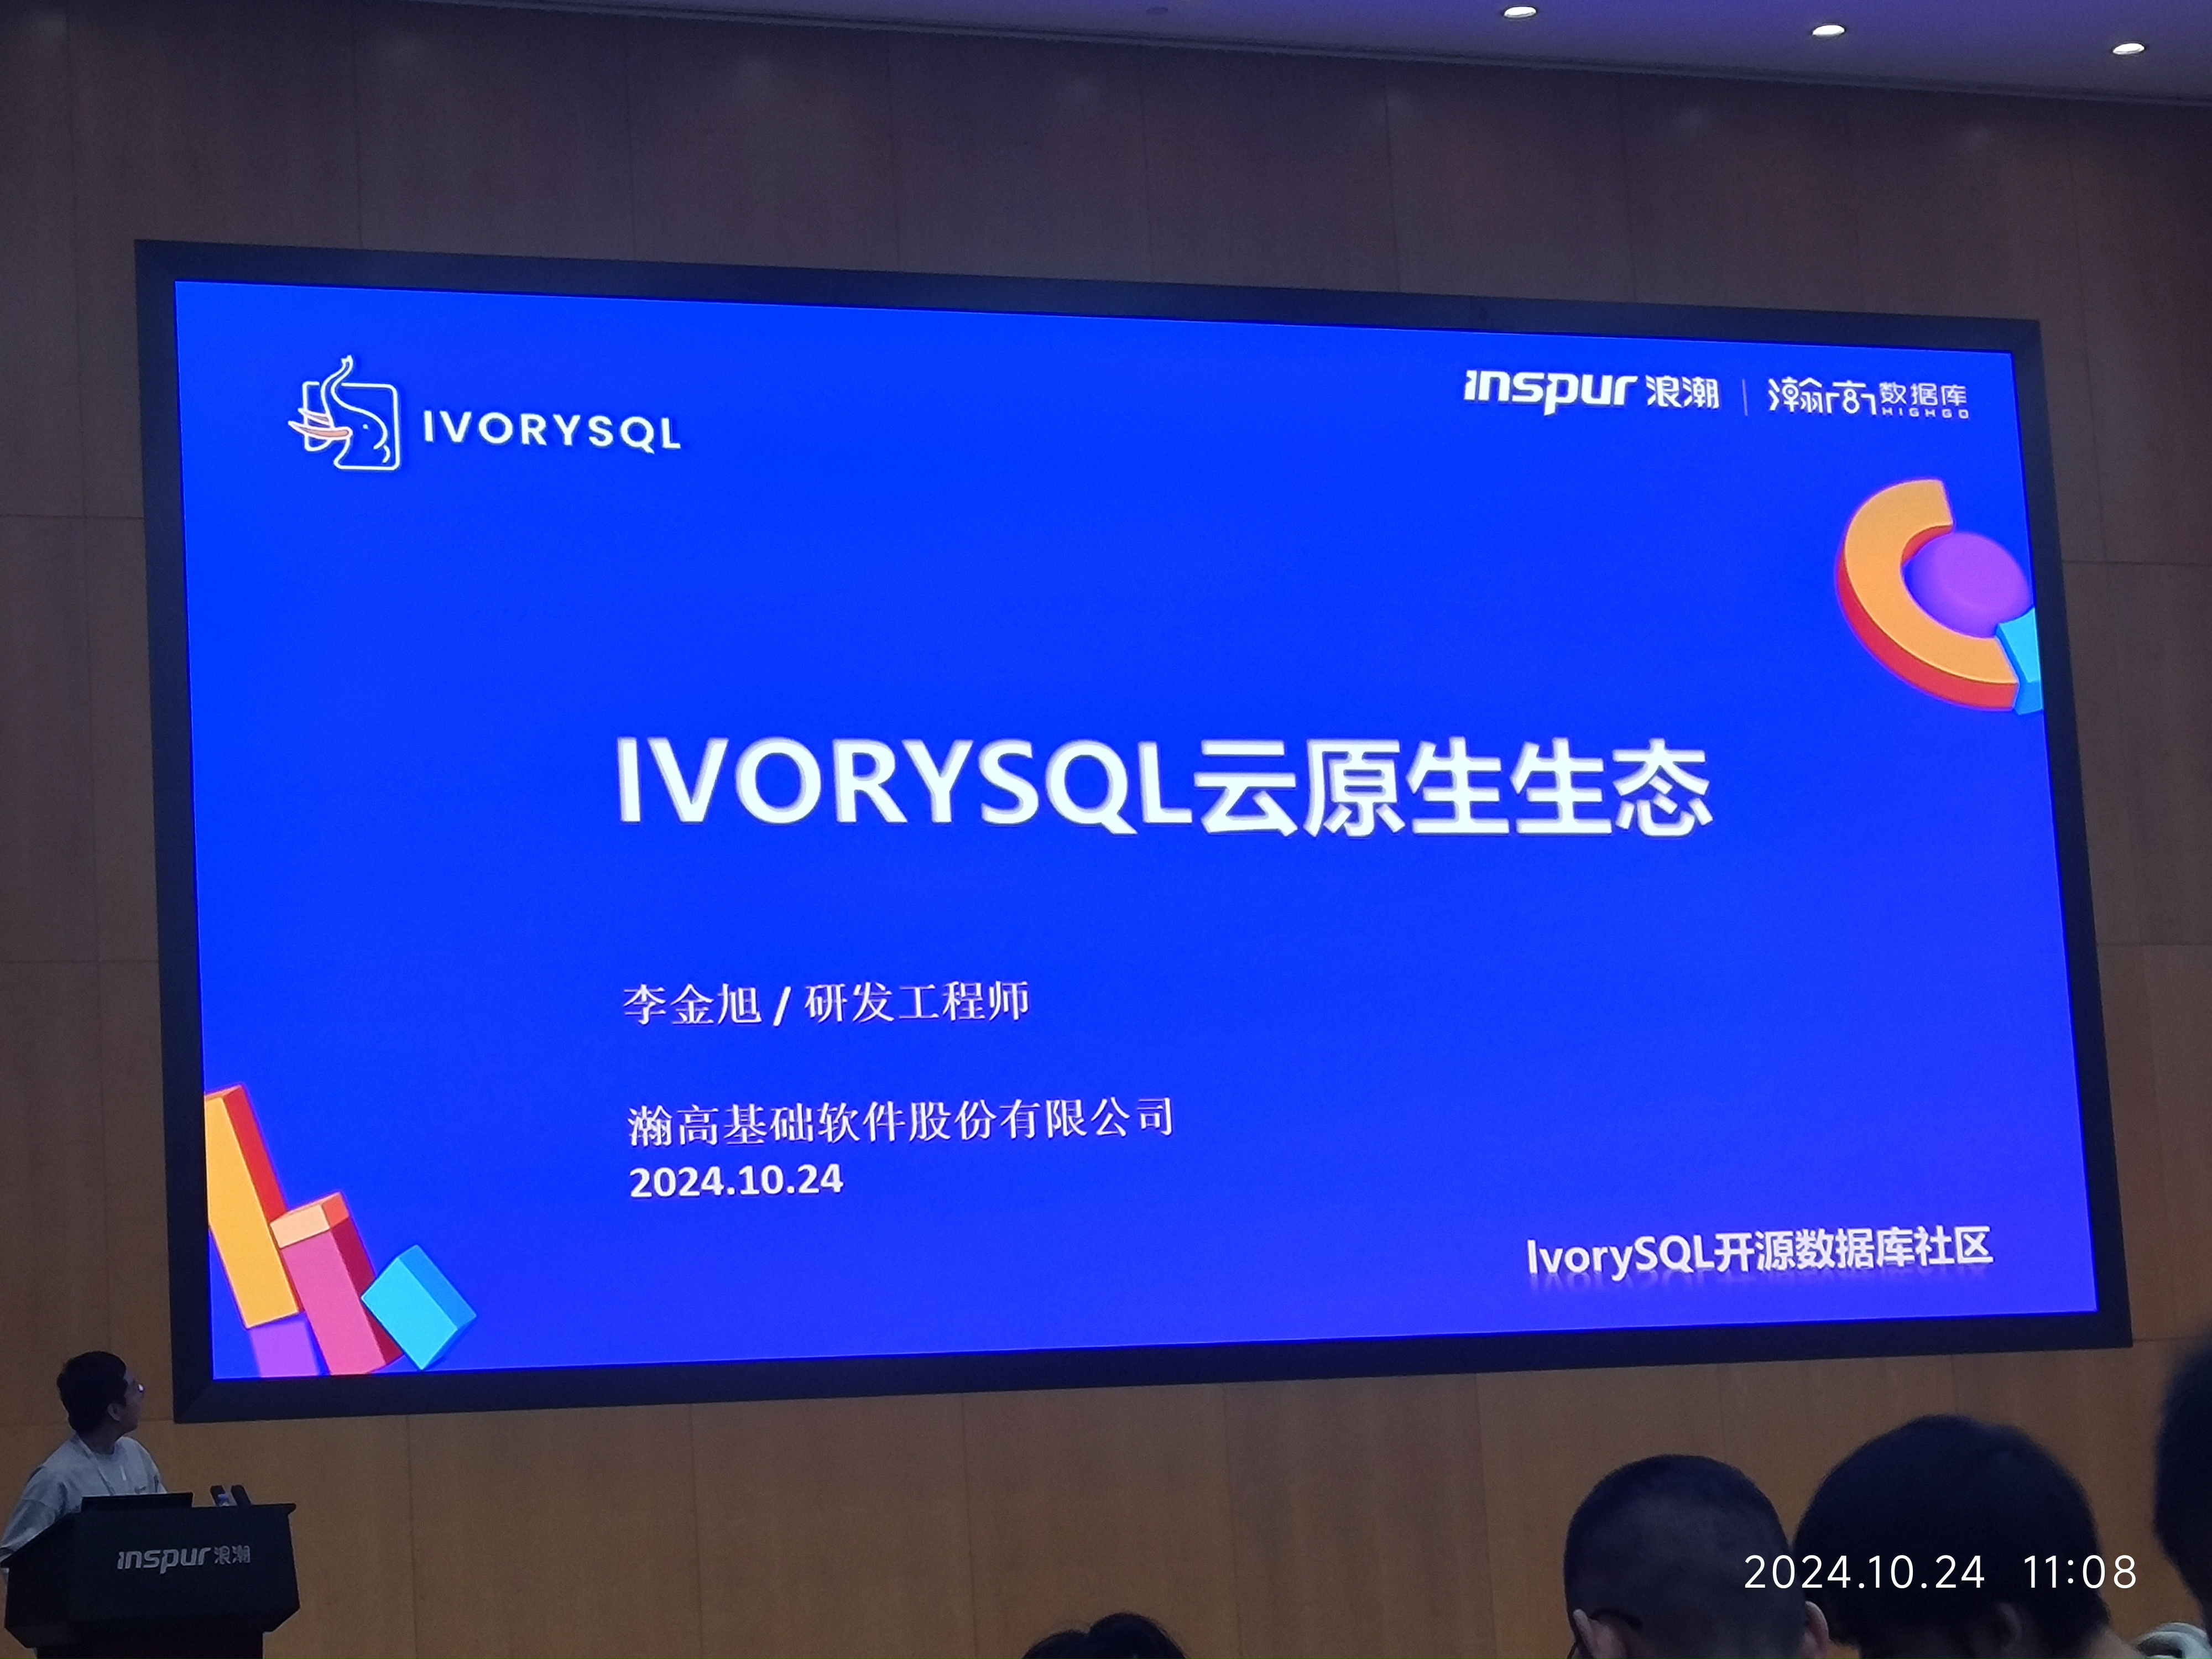 IVORYSQL
inspur 浪潮 | 瀚高 数据库
HIGHGO
IVORYSQL云原生生态
李金旭 / 研发工程师
瀚高基础软件股份有限公司
2024.10.24
IvorySQL开源数据库社区
inspur 浪潮
2024.10.24 11:08